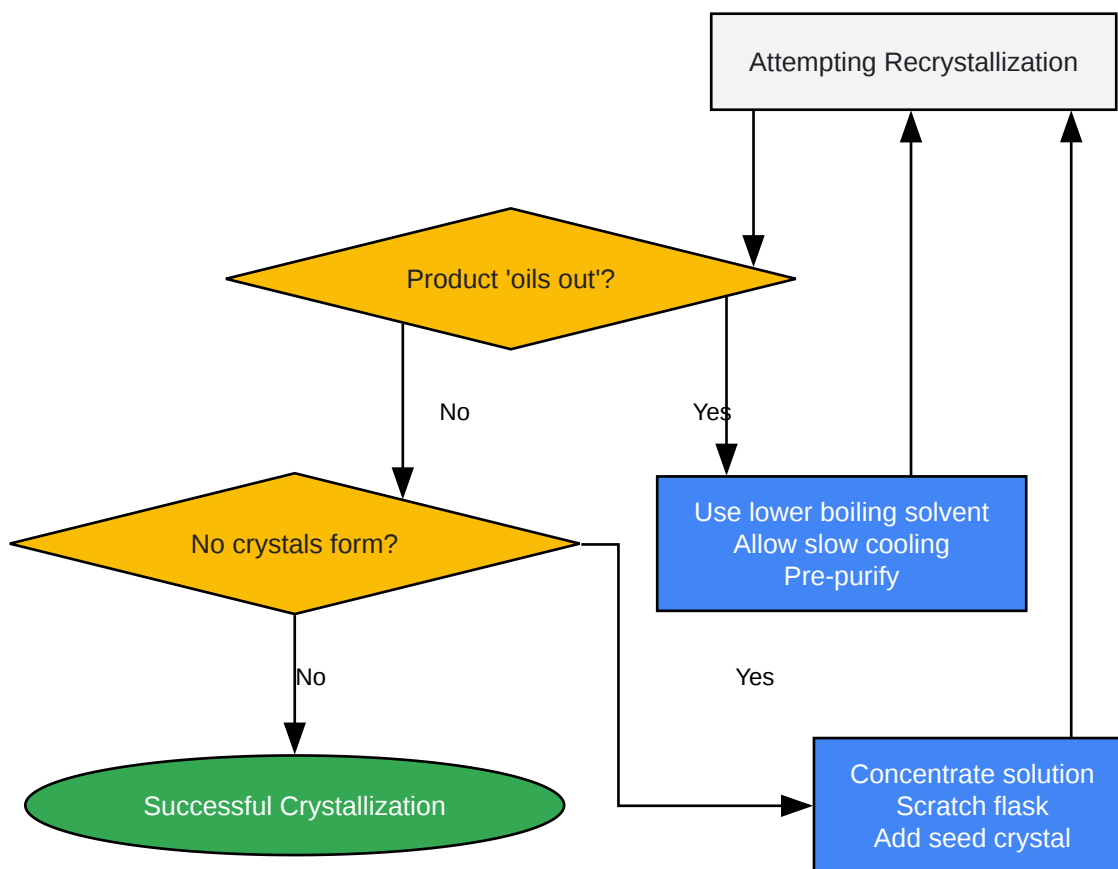 Attempting Recrystallization
Product 'oils out'?
No
Yes
No crystals form?
Use lower boiling solvent
Allow slow cooling
Pre-purify
No
Yes
Successful Crystallization
Concentrate solution
Scratch flask
Add seed crystal